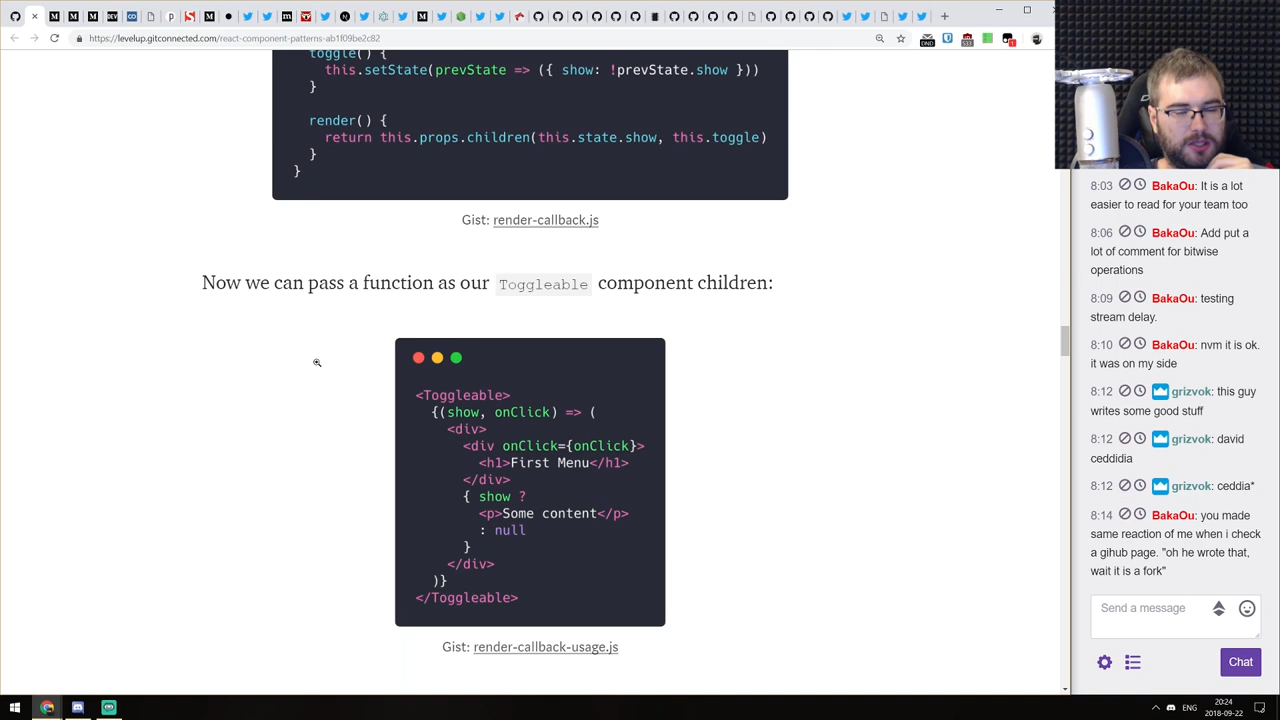 https://levelup.gitconnected.com/react-component-patterns-ab1f09be2c82
toggle() {
this.setState(prevState => ({ show: !prevState.show }))
}
render() {
return this.props.children(this.state.show, this.toggle)
}
}
Gist: render-callback.js
Now we can pass a function as our Toggleable component children:
<Toggleable>
{(show, onClick) => (
<div>
<div onClick={onClick}>
<h1>First Menu</h1>
</div>
{ show ?
<p>Some content</p>
: null
}
</div>
)}
</Toggleable>
Gist: render-callback-usage.js
8:03 BakaOu: It is a lot
easier to read for your team too
8:06 BakaOu: Add put a
lot of comment for bitwise
operations
8:09 BakaOu: testing
stream delay.
8:10 BakaOu: nvm it is ok.
it was on my side
8:12 grizvok: this guy
writes some good stuff
8:12 grizvok: david
ceddidia
8:12 grizvok: ceddia*
8:14 BakaOu: you made
same reaction of me when i check
a gihub page. "oh he wrote that,
wait it is a fork"
Send a message
Chat
ENG
20:24
2018-09-22